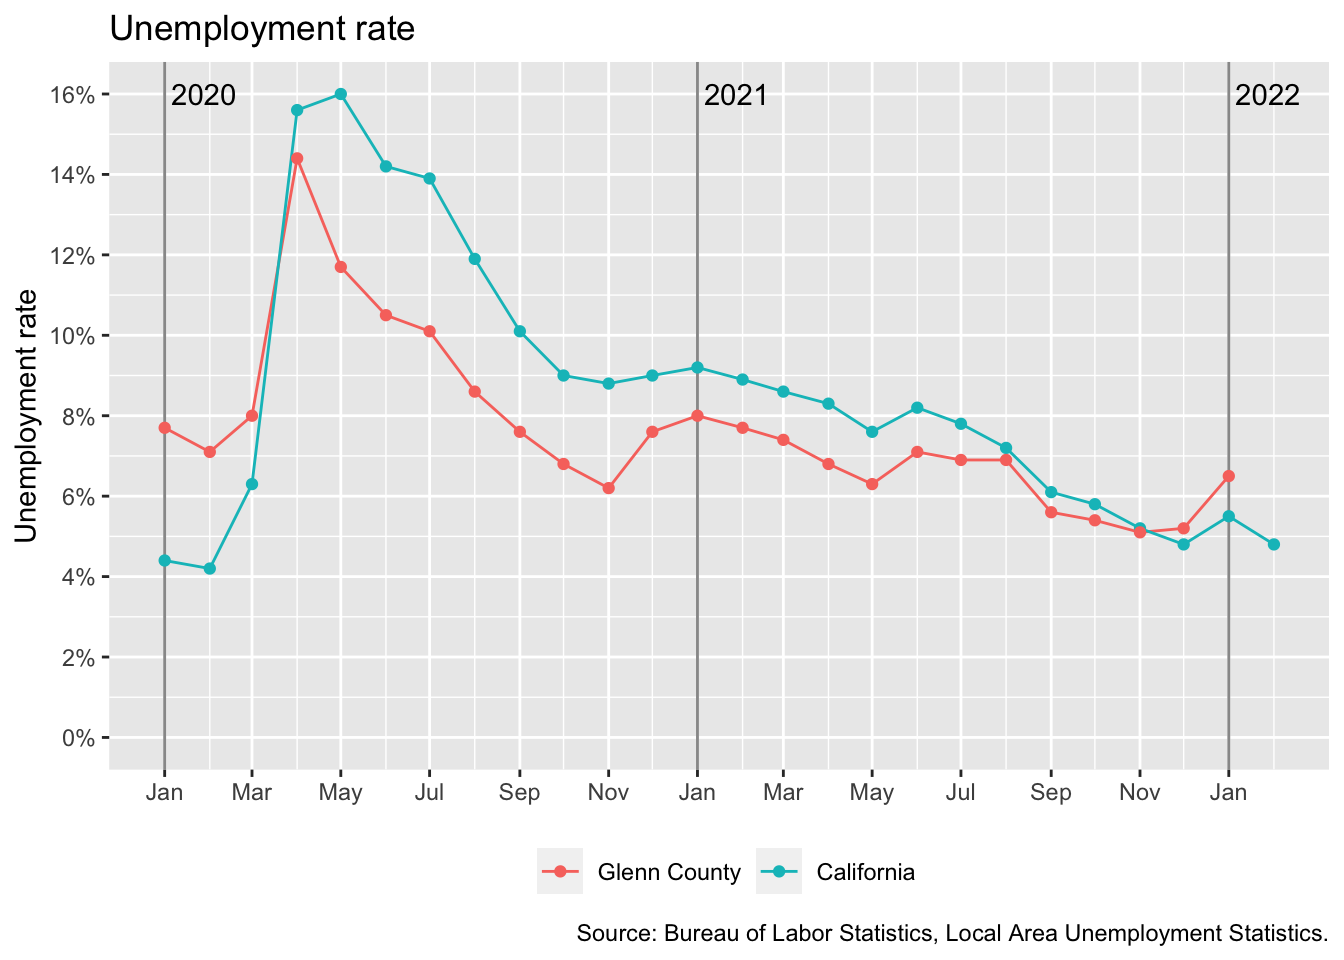 Unemployment rate
2020 2021 2022
16%
14%
12%
10%
8%
6%
4%
2%
0%
Unemployment rate
Jan Mar May Jul Sep Nov Jan Mar May Jul Sep Nov Jan
Glenn County California
Source: Bureau of Labor Statistics, Local Area Unemployment Statistics.